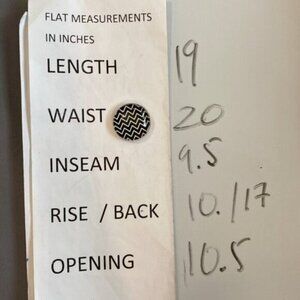 FLAT MEASUREMENTS
IN INCHES
LENGTH 19
WAIST 20
INSEAM 9.5
RISE / BACK 10./17
OPENING 10.5